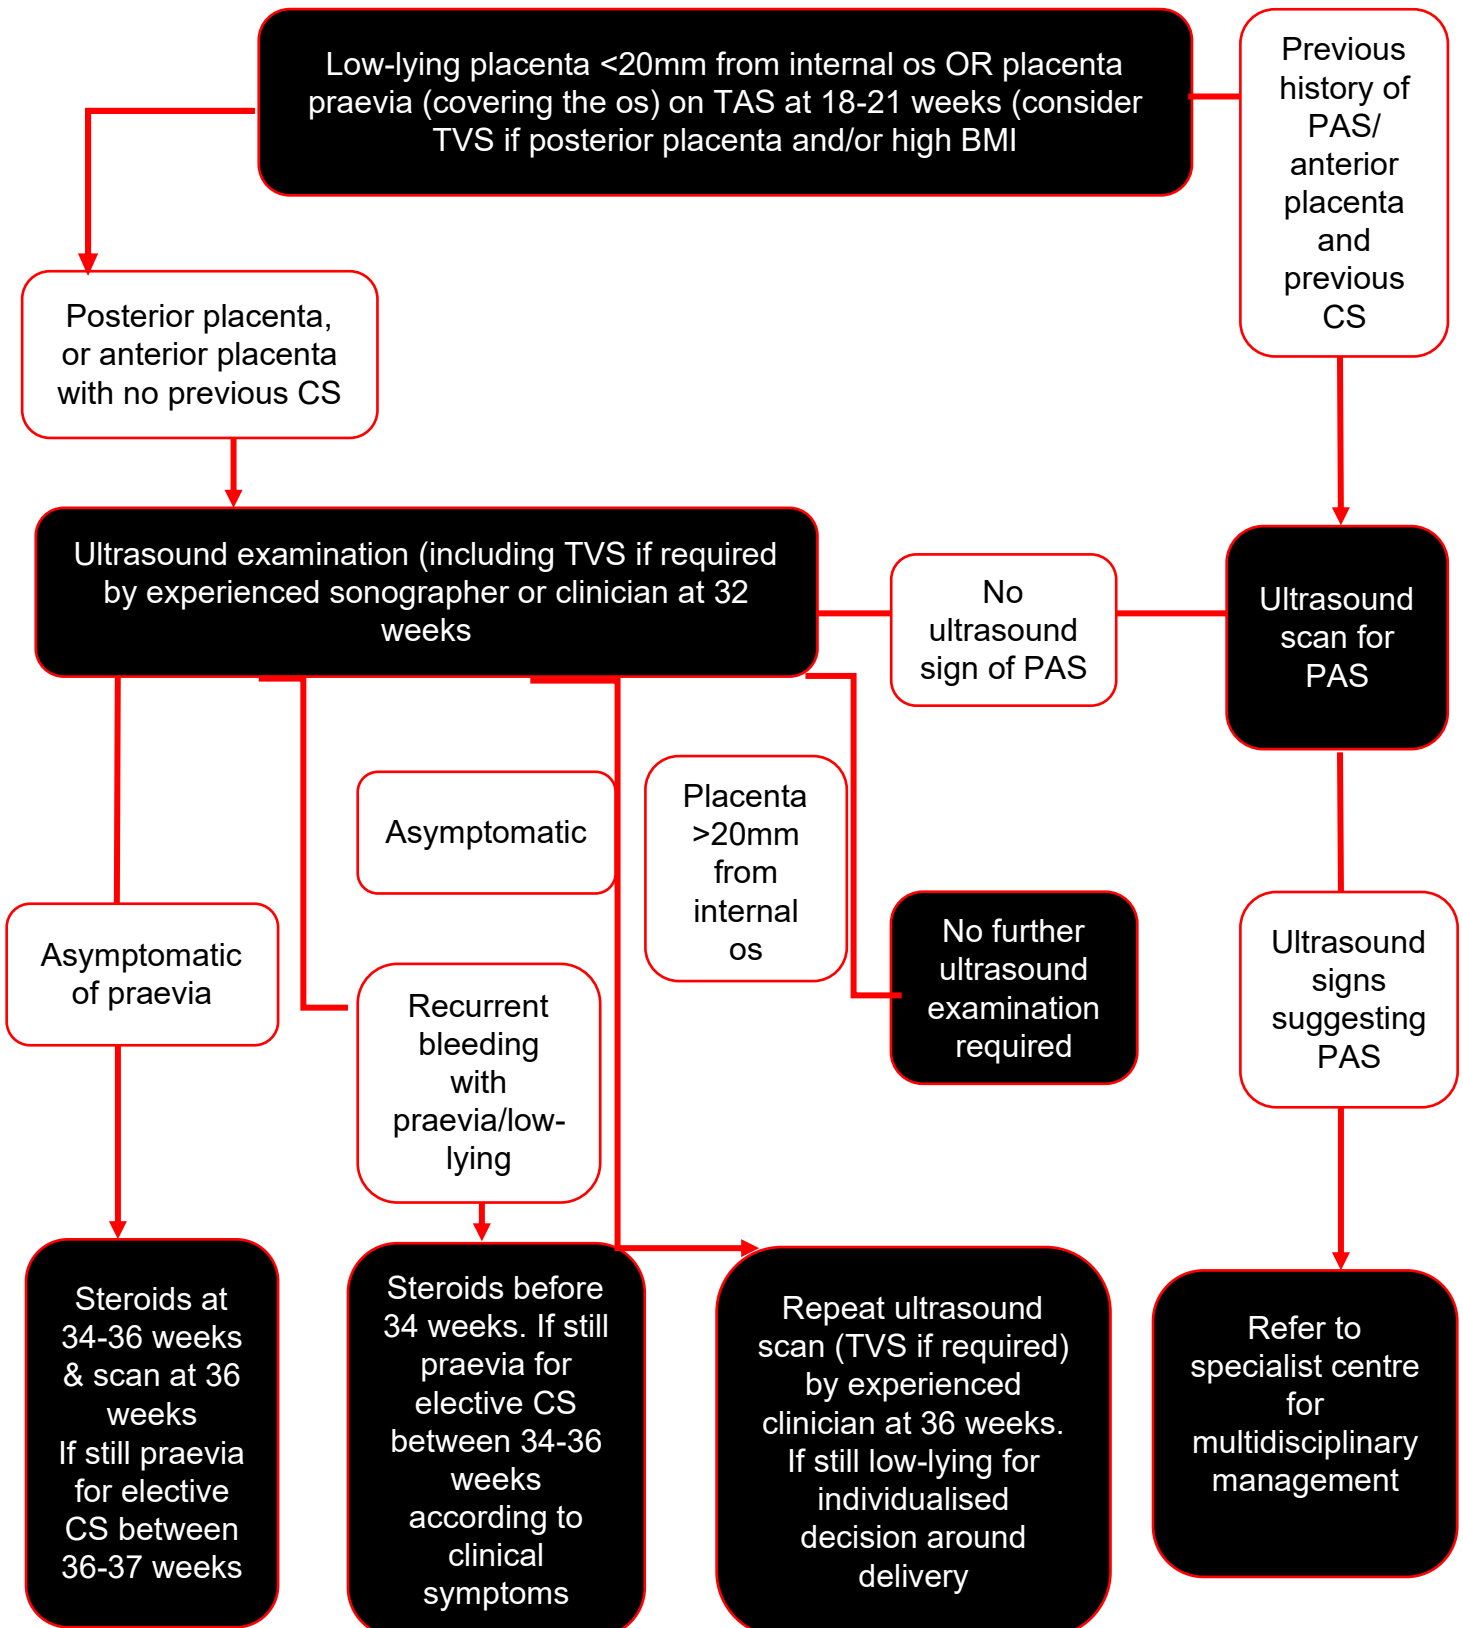 Low-lying placenta <20mm from internal os OR placenta
praevia (covering the os) on TAS at 18-21 weeks (consider
TVS if posterior placenta and/or high BMI
Previous
history of
PAS/
anterior
placenta
and
previous
CS
Posterior placenta,
or anterior placenta
with no previous CS
Ultrasound examination (including TVS if required
by experienced sonographer or clinician at 32
weeks
No
ultrasound
sign of PAS
Ultrasound
scan for
PAS
Asymptomatic
Placenta
>20mm
from
internal
os
Asymptomatic
of praevia
Recurrent
bleeding
with
praevia/low-
lying
No further
ultrasound
examination
required
Ultrasound
signs
suggesting
PAS
Steroids at
34-36 weeks
& scan at 36
weeks
If still praevia
for elective
CS between
36-37 weeks
Steroids before
34 weeks. If still
praevia for
elective CS
between 34-36
weeks
according to
clinical
symptoms
Repeat ultrasound
scan (TVS if required)
by experienced
clinician at 36 weeks.
If still low-lying for
individualised
decision around
delivery
Refer to
specialist centre
for
multidisciplinary
management